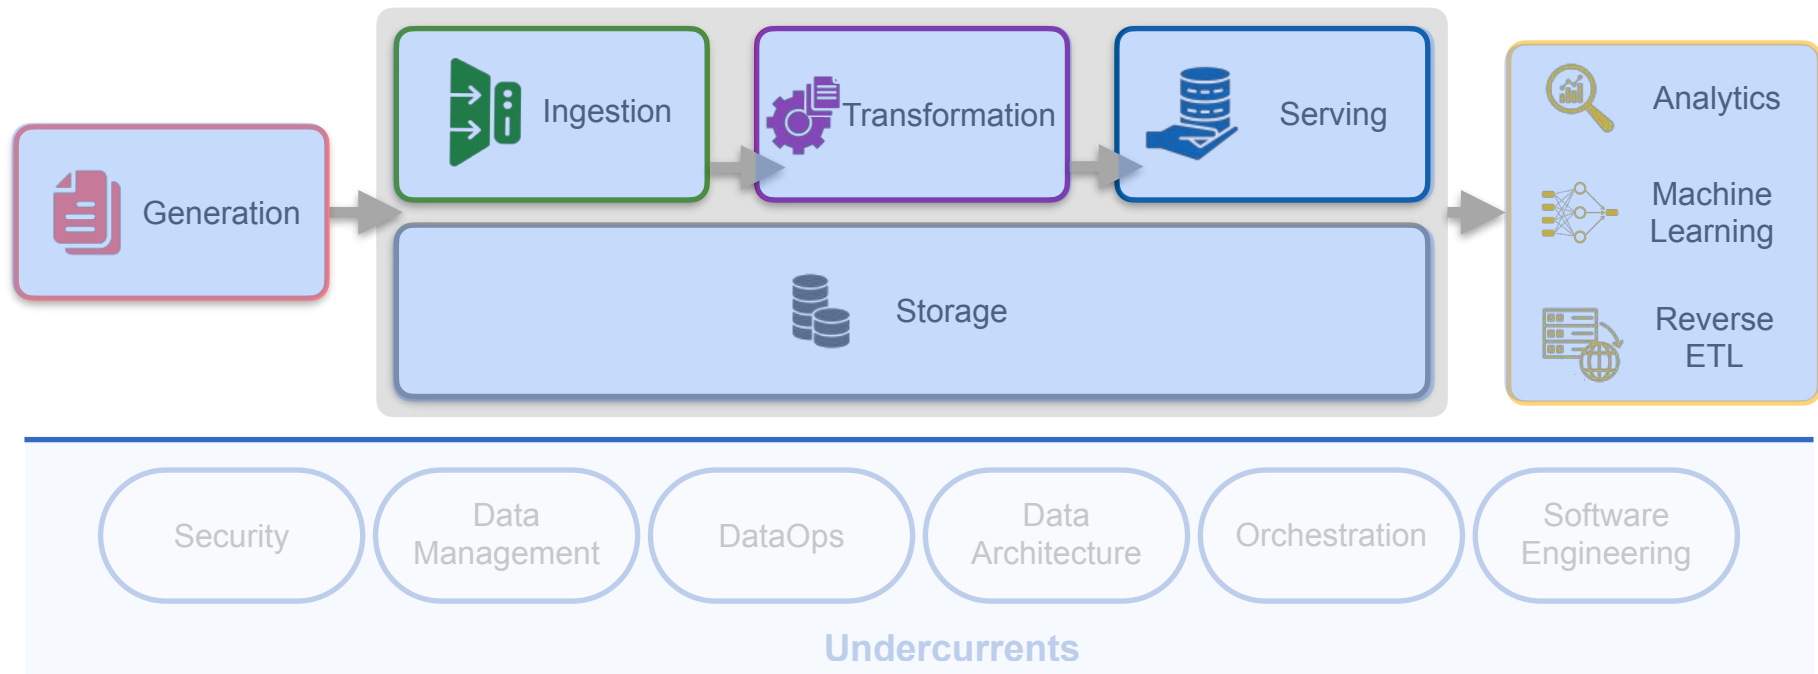 Generation
Ingestion
Transformation
Serving
Storage
Analytics
Machine
Learning
Reverse
ETL
Security
Data
Management
DataOps
Data
Architecture
Orchestration
Software
Engineering
Undercurrents